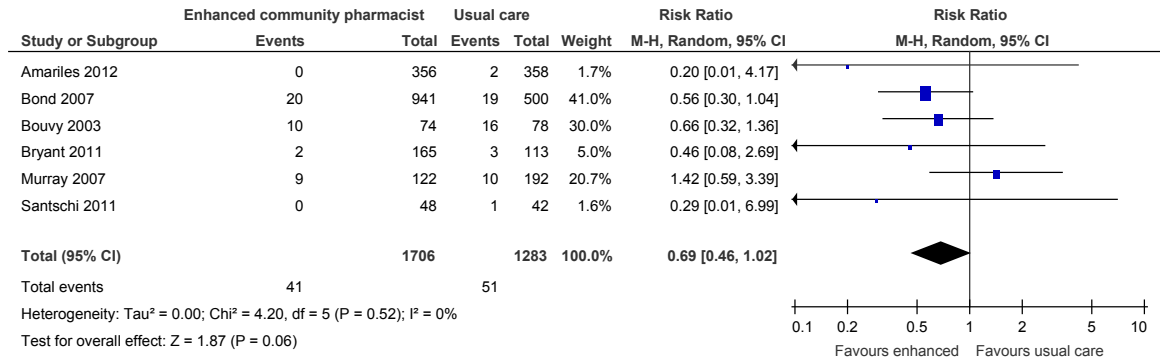 Enhanced community pharmacist Usual care Risk Ratio Risk Ratio
Study or Subgroup Events Total Events Total Weight M-H, Random, 95% CI M-H, Random, 95% CI
Amariles 2012 0 356 2 358 1.7% 0.20 [0.01, 4.17]
Bond 2007 20 941 19 500 41.0% 0.56 [0.30, 1.04]
Bouvy 2003 10 74 16 78 30.0% 0.66 [0.32, 1.36]
Bryant 2011 2 165 3 113 5.0% 0.46 [0.08, 2.69]
Murray 2007 9 122 10 192 20.7% 1.42 [0.59, 3.39]
Santschi 2011 0 48 1 42 1.6% 0.29 [0.01, 6.99]
Total (95% CI) 1706 1283 100.0% 0.69 [0.46, 1.02]
Total events 41 51
Heterogeneity: Tau² = 0.00; Chi² = 4.20, df = 5 (P = 0.52); I² = 0%
Test for overall effect: Z = 1.87 (P = 0.06)
0.1 0.2 0.5 1 2 5 10
Favours enhanced Favours usual care